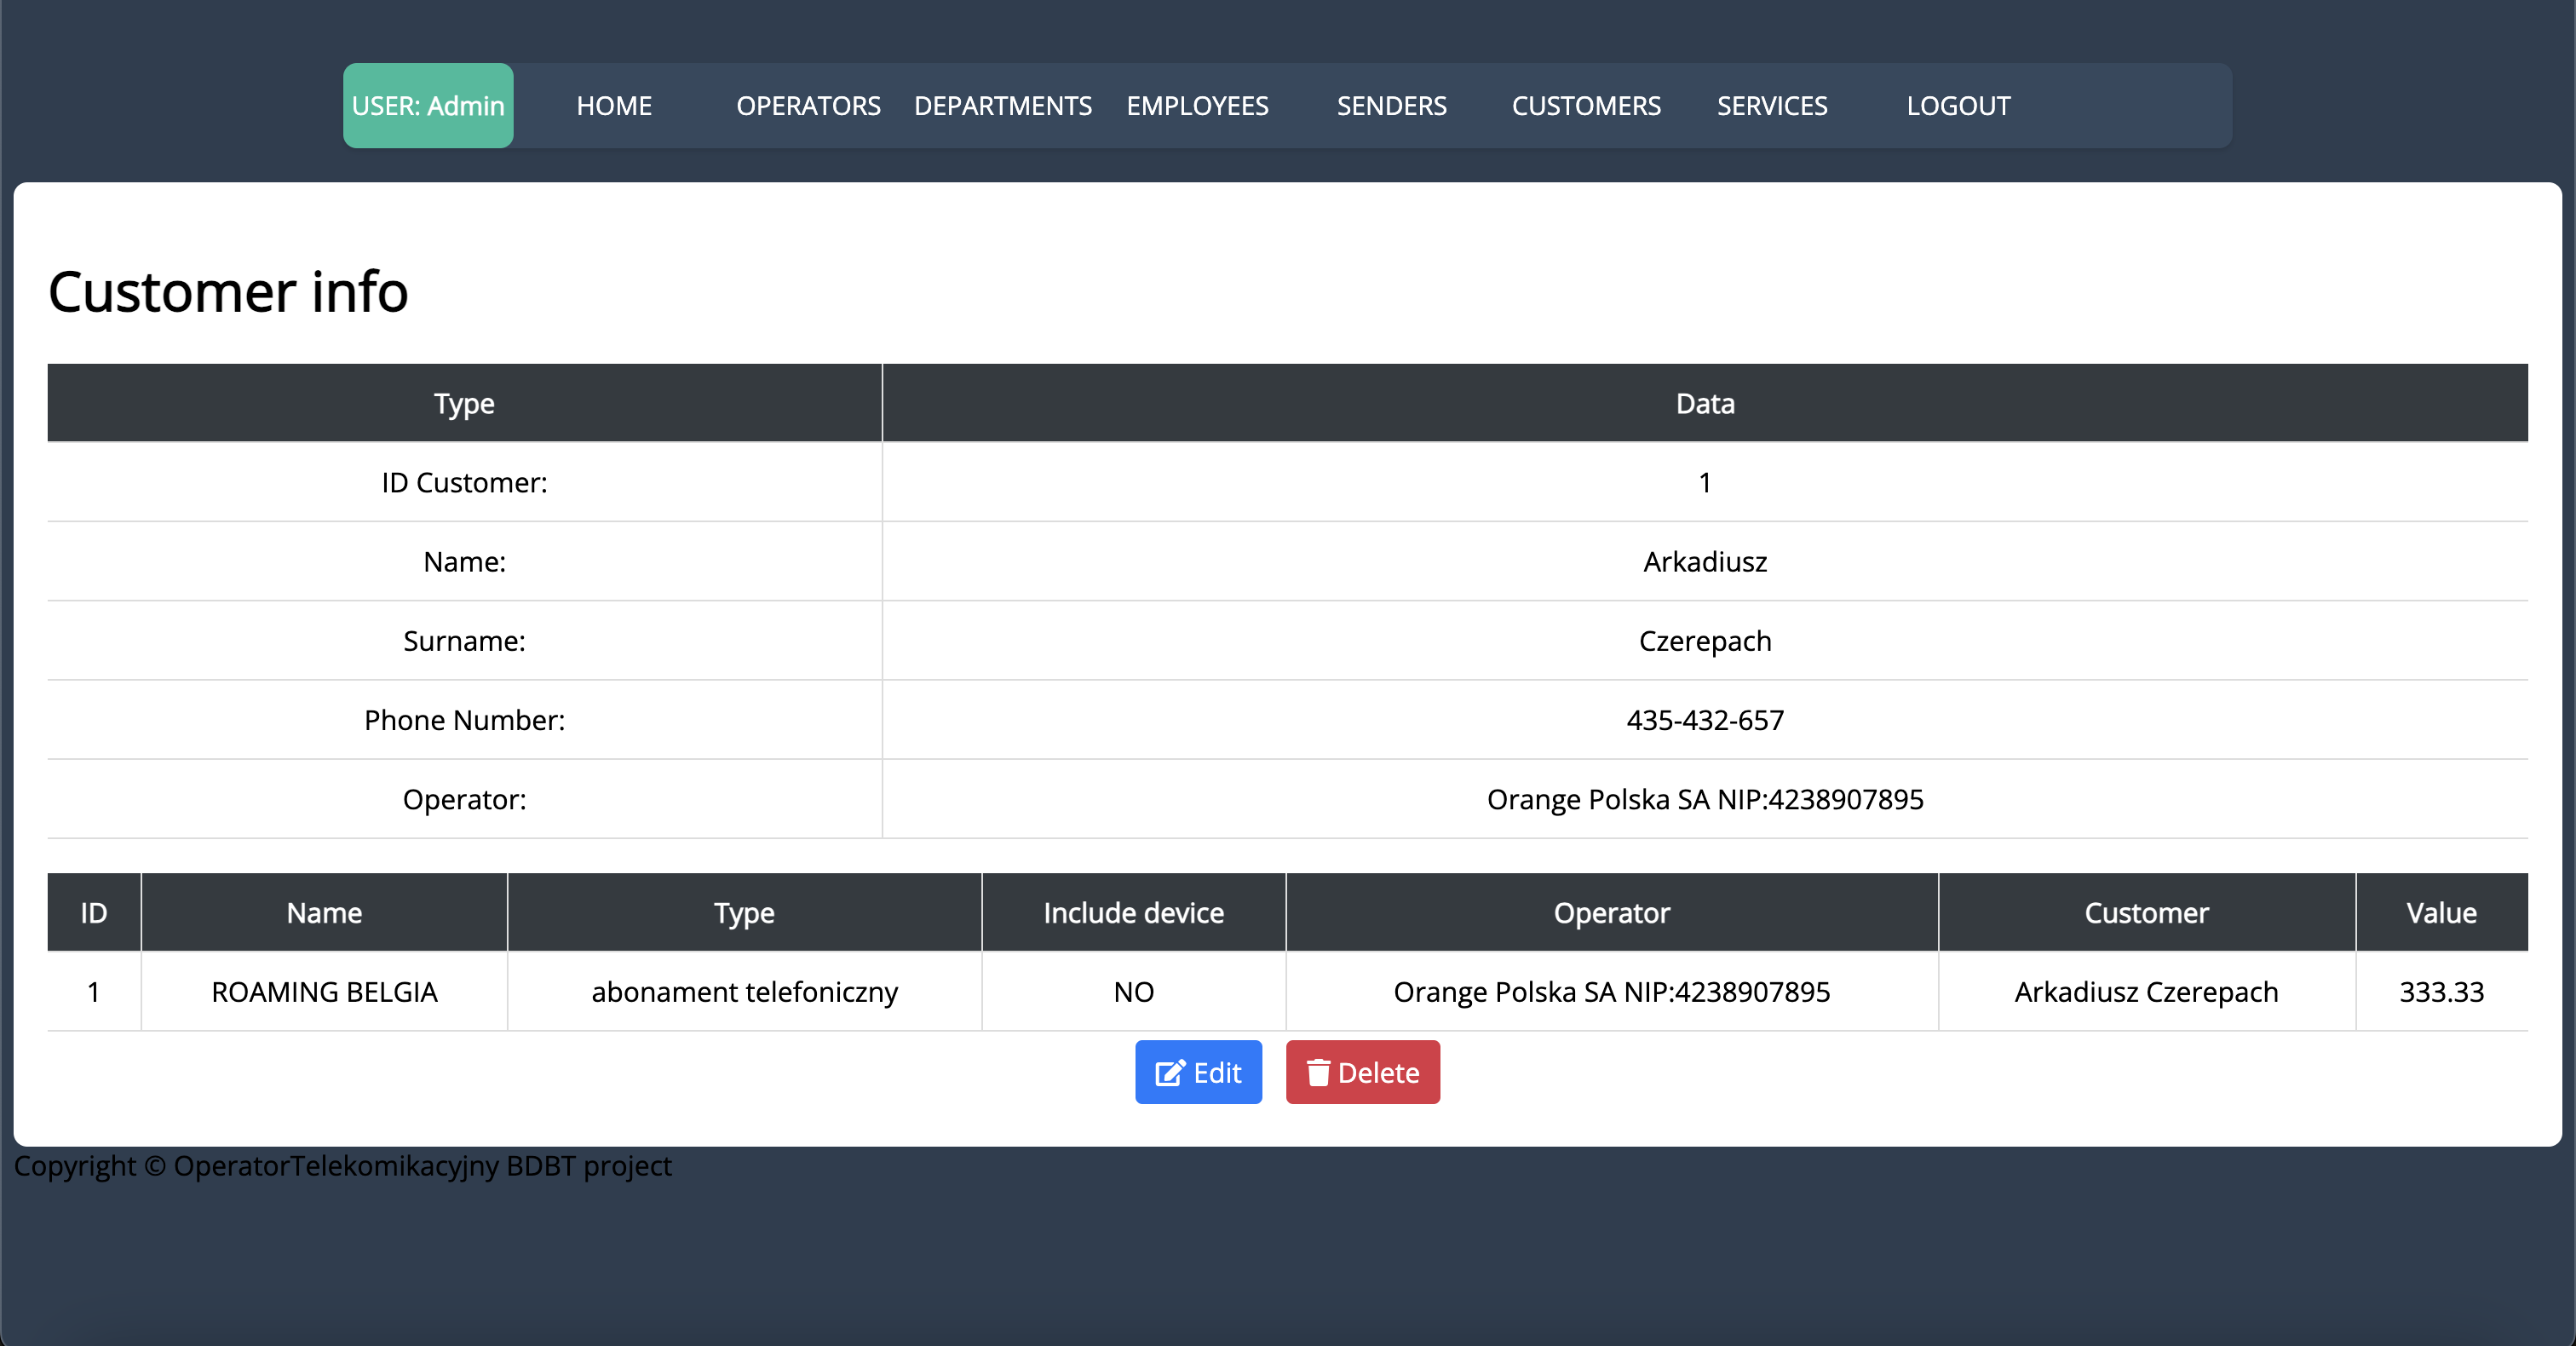 USER: Admin HOME OPERATORS DEPARTMENTS EMPLOYEES SENDERS CUSTOMERS SERVICES LOGOUT
Customer info
Type Data
ID Customer: 1
Name: Arkadiusz
Surname: Czerepach
Phone Number: 435-432-657
Operator: Orange Polska SA NIP:4238907895
ID Name Type Include device Operator Customer Value
1 ROAMING BELGIA abonament telefoniczny NO Orange Polska SA NIP:4238907895 Arkadiusz Czerepach 333.33
Edit Delete
Copyright © OperatorTelekomikacyjny BDBT project